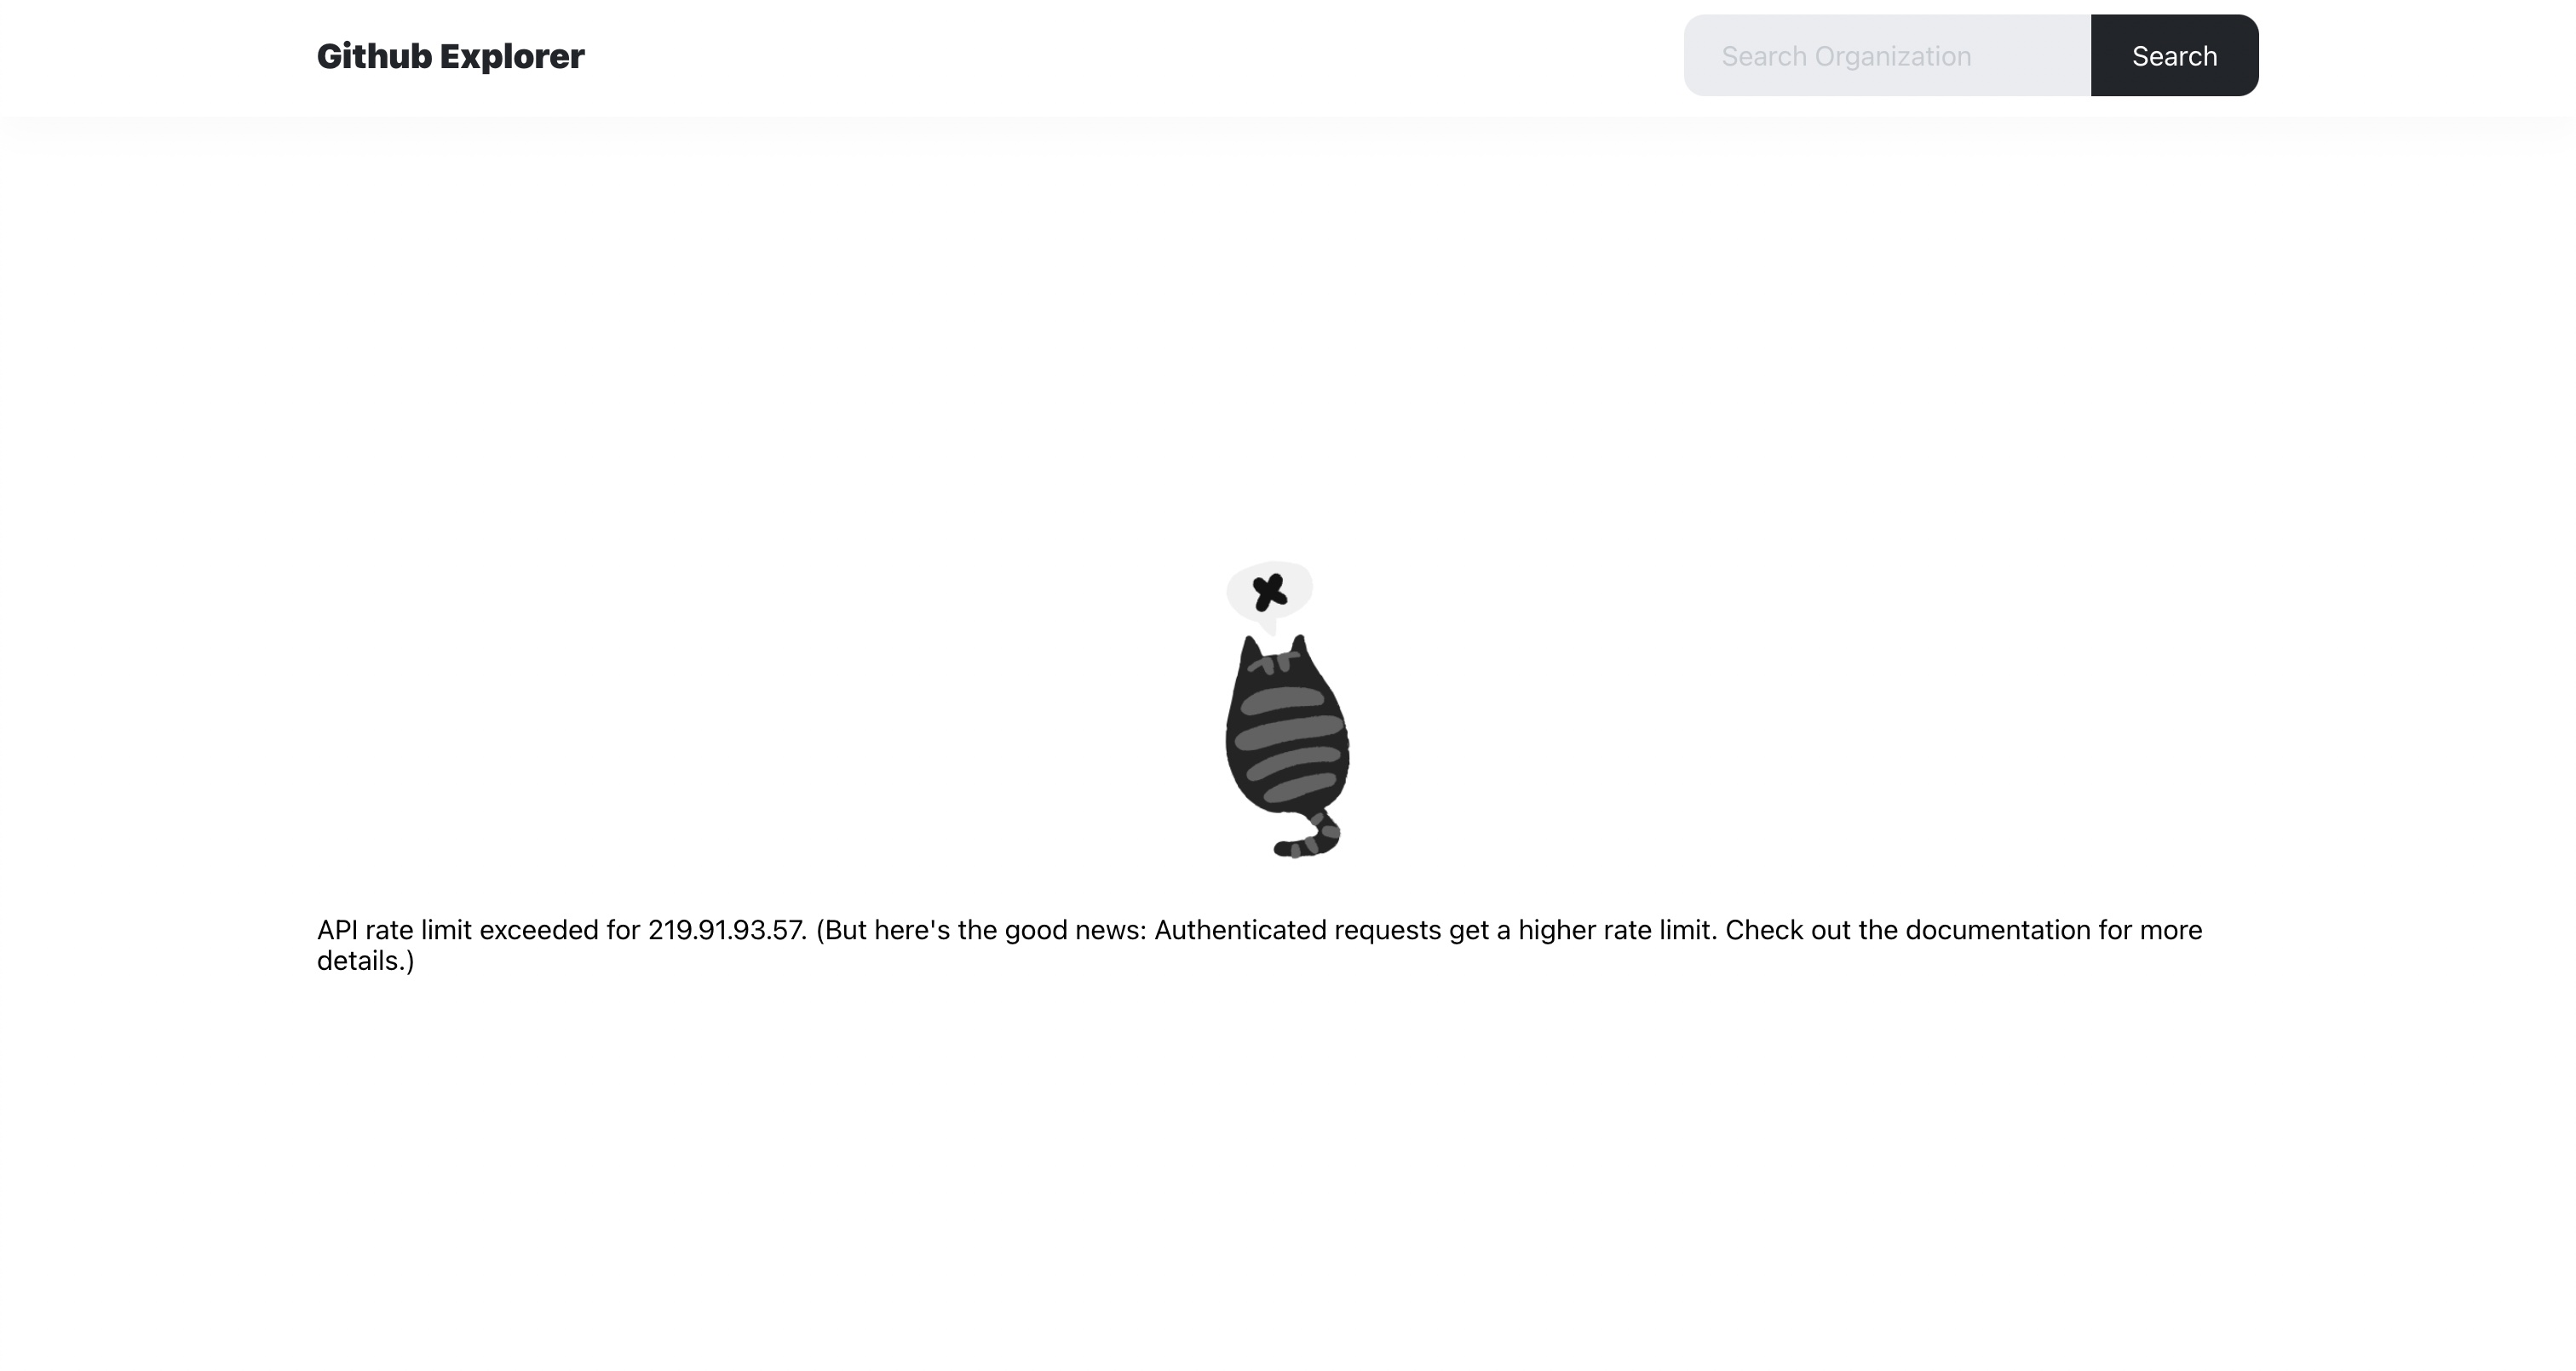 Github Explorer
Search Organization
Search
API rate limit exceeded for 219.91.93.57. (But here's the good news: Authenticated requests get a higher rate limit. Check out the documentation for more
details.)